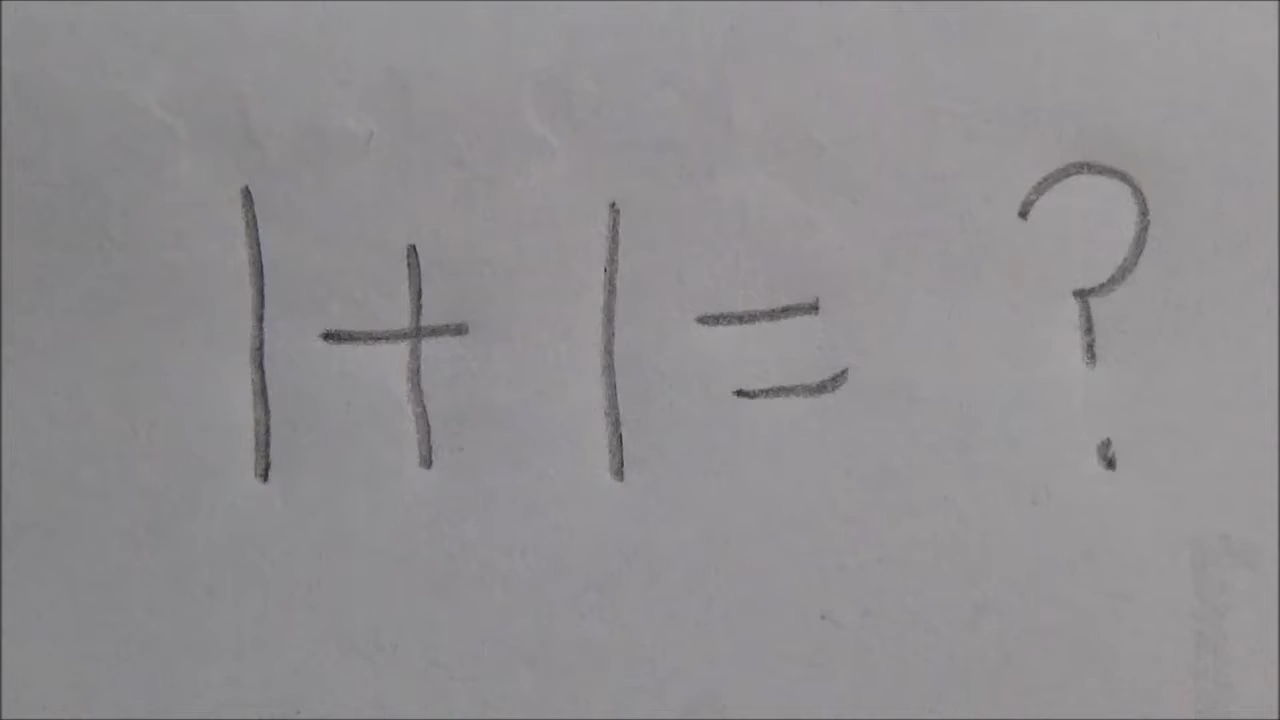 1 + 1 = ?